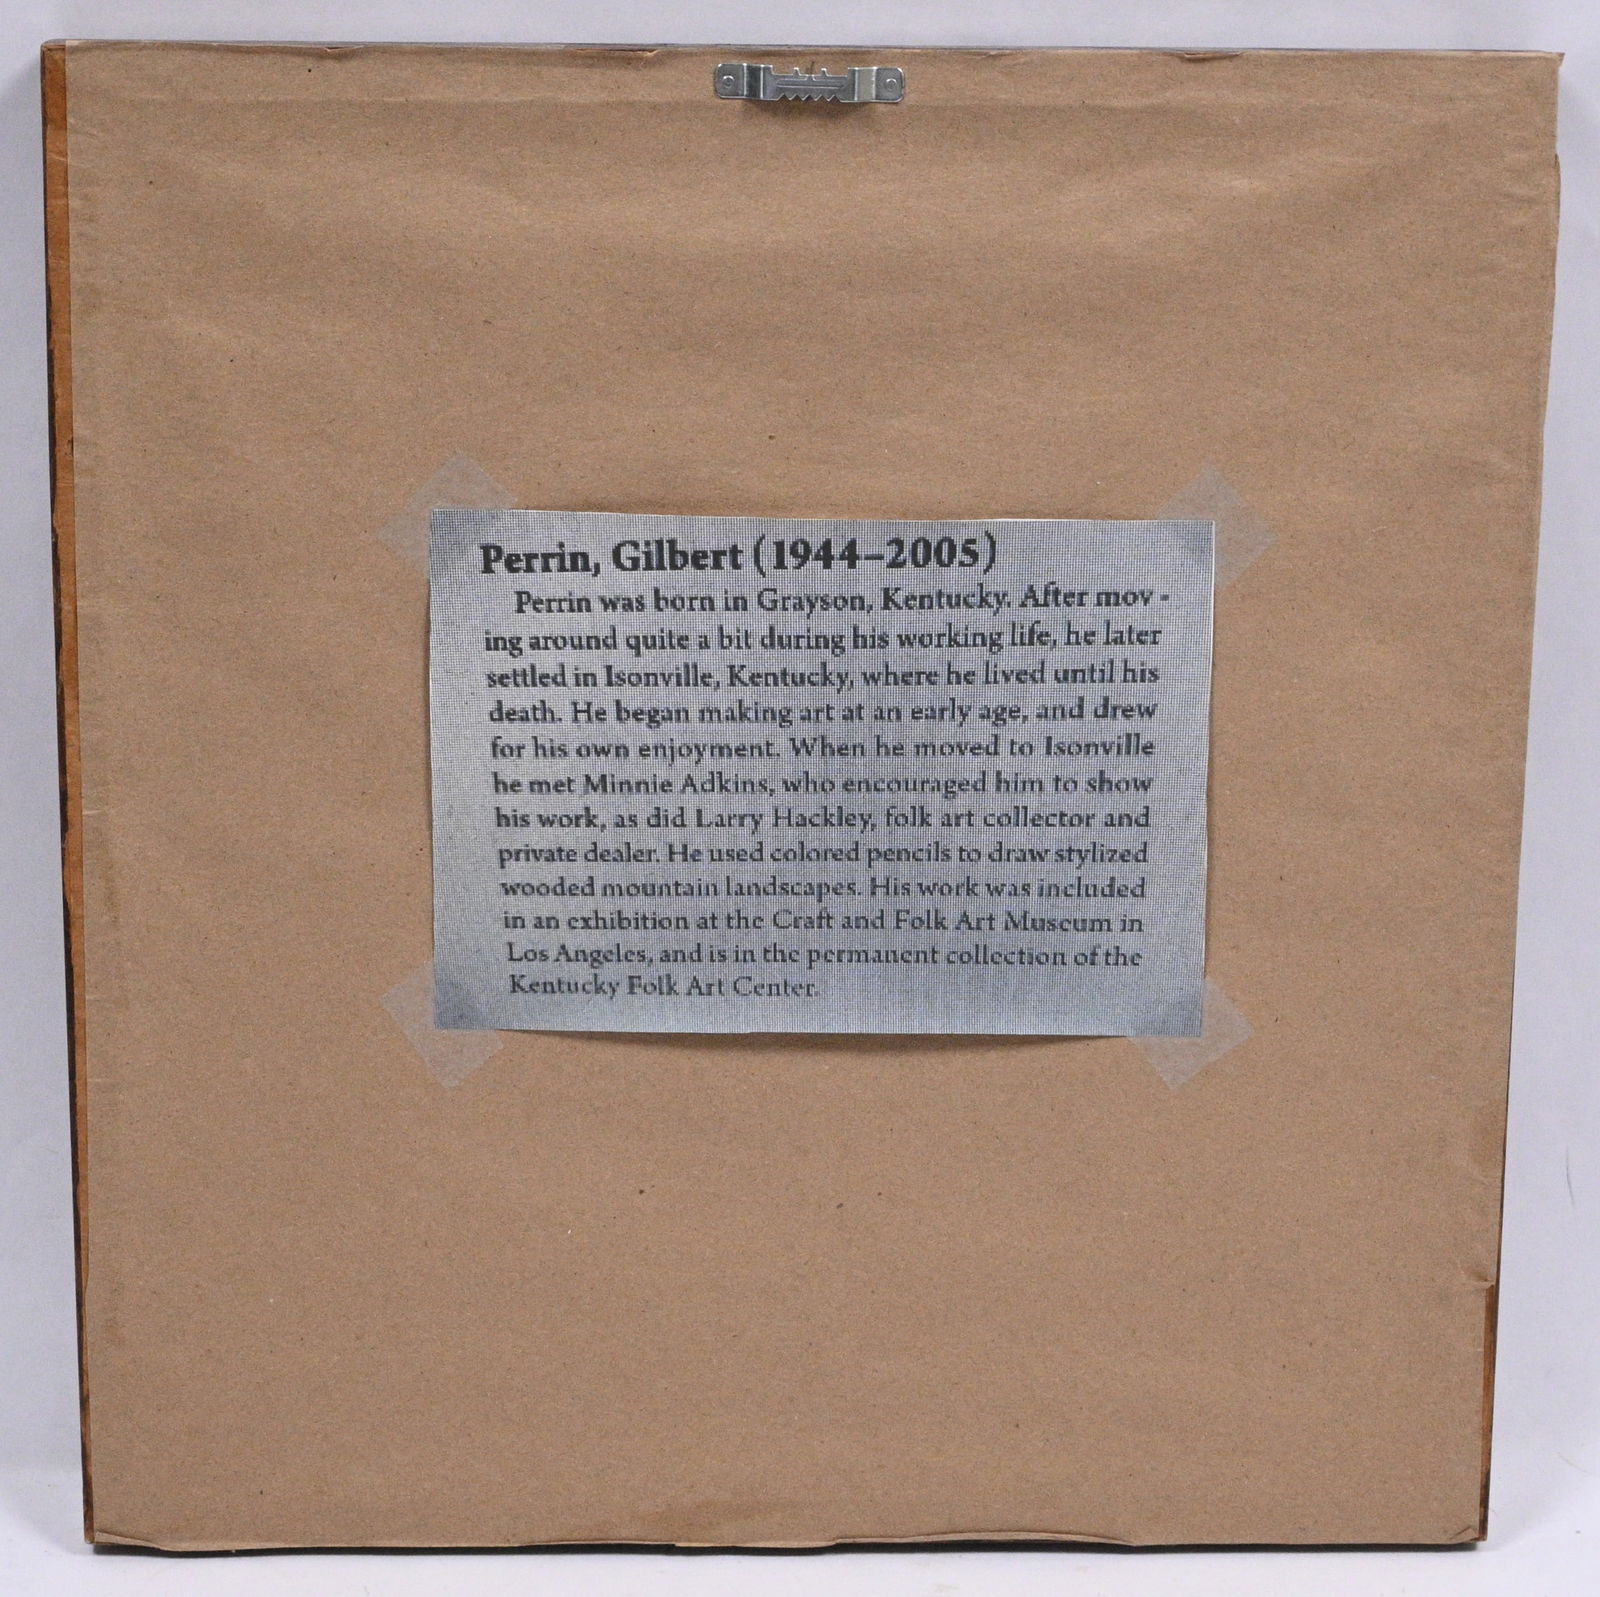 Perrin, Gilbert (1944–2005)
Perrin was born in Grayson, Kentucky. After mov -
ing around quite a bit during his working life, he later
settled in Isonville, Kentucky, where he lived until his
death. He began making art at an early age, and drew
for his own enjoyment. When he moved to Isonville
he met Minnie Adkins, who encouraged him to show
his work, as did Larry Hackley, folk art collector and
private dealer. He used colored pencils to draw stylized
wooded mountain landscapes. His work was included
in an exhibition at the Craft and Folk Art Museum in
Los Angeles, and is in the permanent collection of the
Kentucky Folk Art Center.